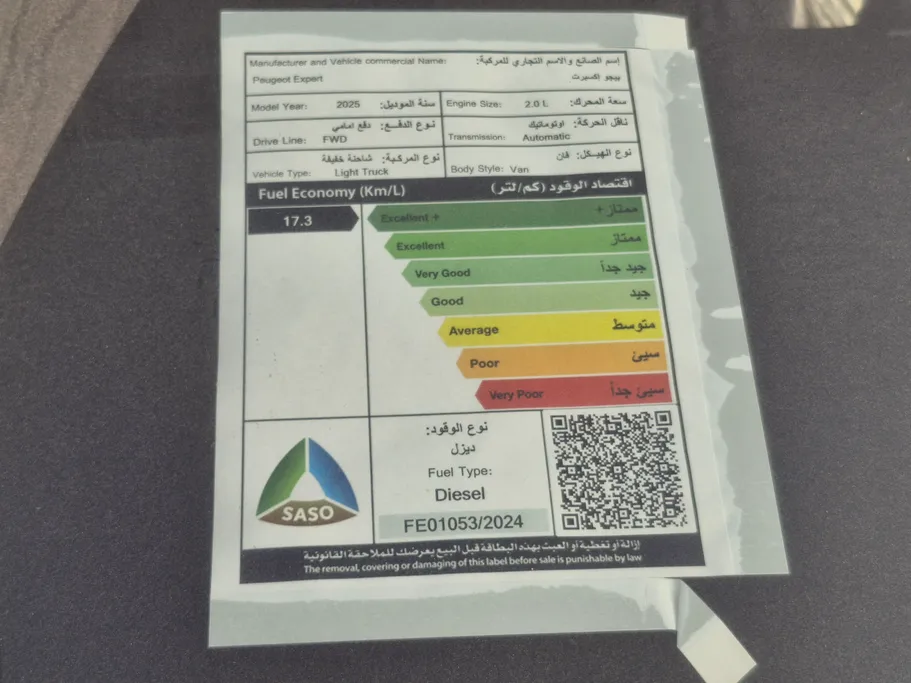 Manufacturer and Vehicle commercial Name: إسم الصانع والاسم التجاري للمركبة:
Peugeot Expert بيجو إكسبرت
Model Year: 2025 سنة الموديل:
Engine Size: 2.0 L سعة المحرك:
نوع الدفـــع: دفع امامي
Drive Line: FWD
ناقل الحركة: اوتوماتيك
Transmission: Automatic
نوع المركبة: شاحنة خفيفة
Vehicle Type: Light Truck
نوع الهيـــكل: فان
Body Style: Van
Fuel Economy (Km/L) اقتصاد الوقود (كم/لتر)
17.3
Excellent + ممتاز +
Excellent ممتاز
Very Good جيد جداً
Good جيد
Average متوسط
Poor سيئ
Very Poor سيئ جداً
SASO
نوع الوقود:
ديزل
Fuel Type:
Diesel
FE01053/2024
إزالة أو تغطية أو العبث بهذه البطاقة قبل البيع يعرضك للملاحقة القانونية
The removal, covering or damaging of this label before sale is punishable by law